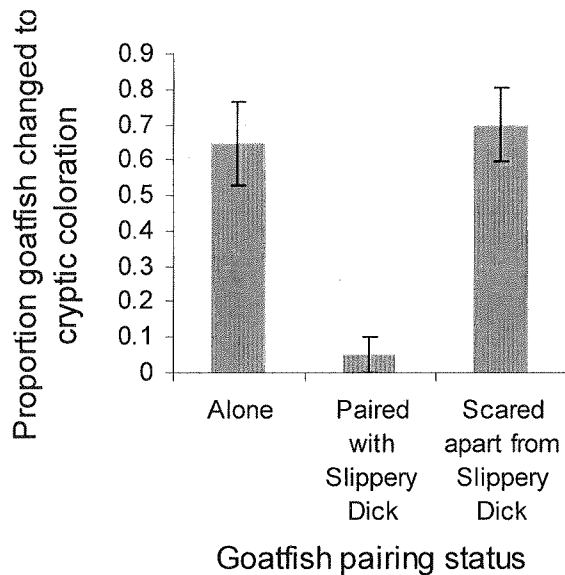 Proportion goatfish changed to
cryptic coloration
0.9
0.8
0.7
0.6
0.5
0.4
0.3
0.2
0.1
0
Alone
Paired
with
Slippery
Dick
Scared
apart from
Slippery
Dick
Goatfish pairing status